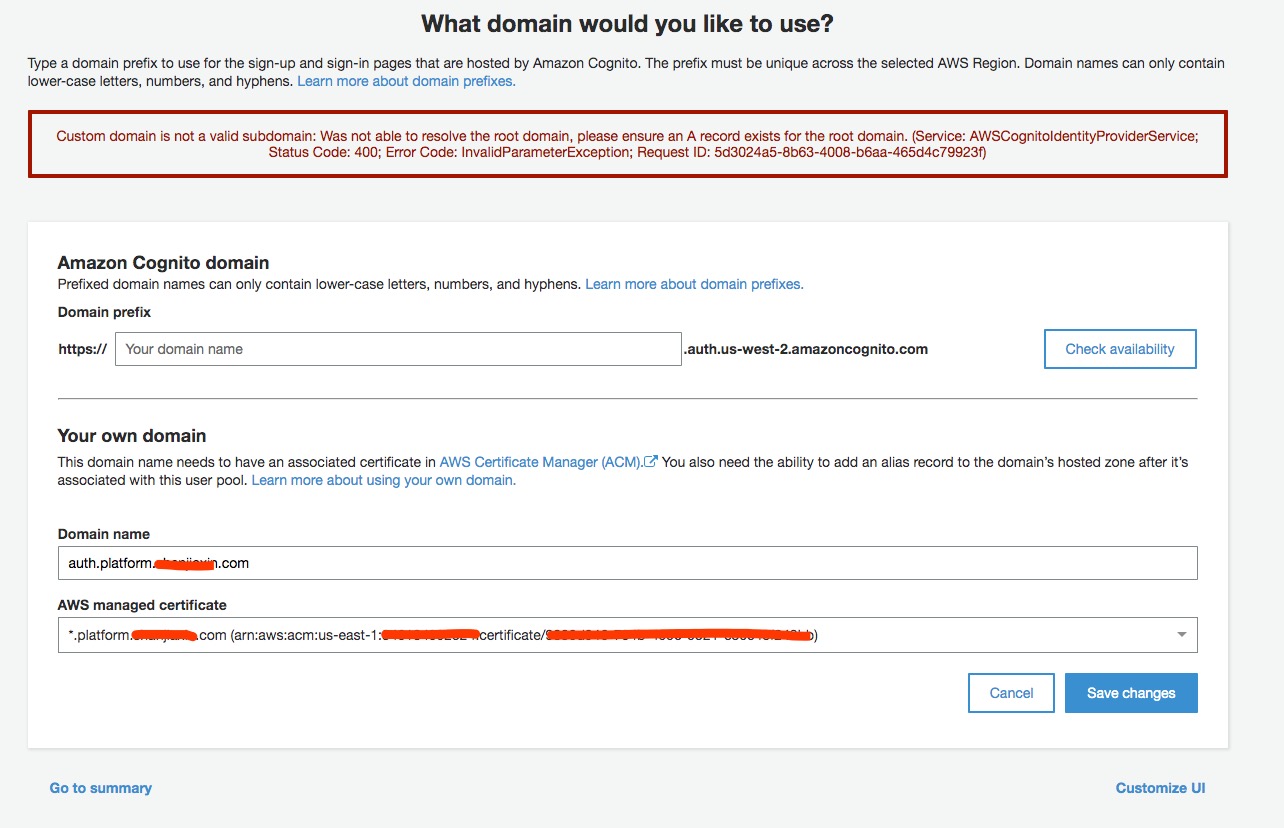 What domain would you like to use?
Type a domain prefix to use for the sign-up and sign-in pages that are hosted by Amazon Cognito. The prefix must be unique across the selected AWS Region. Domain names can only contain
lower-case letters, numbers, and hyphens. Learn more about domain prefixes.
Custom domain is not a valid subdomain: Was not able to resolve the root domain, please ensure an A record exists for the root domain. (Service: AWSCognitoIdentityProviderService;
Status Code: 400; Error Code: InvalidParameterException; Request ID: 5d3024a5-8b63-4008-b6aa-465d4c79923f)
Amazon Cognito domain
Prefixed domain names can only contain lower-case letters, numbers, and hyphens. Learn more about domain prefixes.
Domain prefix
https:// Your domain name .auth.us-west-2.amazoncognito.com Check availability
Your own domain
This domain name needs to have an associated certificate in AWS Certificate Manager (ACM). You also need the ability to add an alias record to the domain's hosted zone after it's
associated with this user pool. Learn more about using your own domain.
Domain name
auth.platform. .com
AWS managed certificate
*.platform. .com (arn:aws:acm:us-east-1: certificate/ )
Cancel Save changes
Go to summary Customize UI